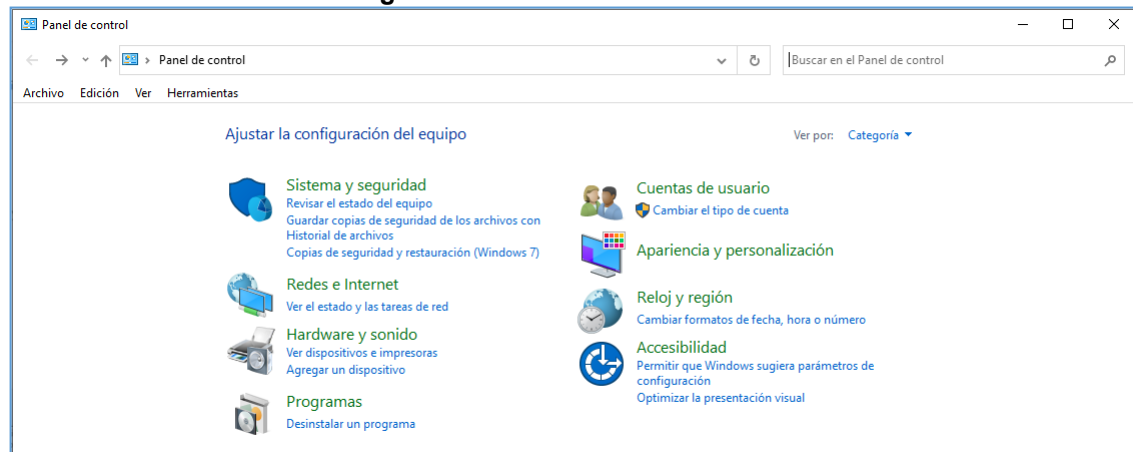 Panel de control
Panel de control
Buscar en el Panel de control
Archivo Edición Ver Herramientas
Ajustar la configuración del equipo
Ver por: Categoría
Sistema y seguridad
Revisar el estado del equipo
Guardar copias de seguridad de los archivos con
Historial de archivos
Copias de seguridad y restauración (Windows 7)
Redes e Internet
Ver el estado y las tareas de red
Hardware y sonido
Ver dispositivos e impresoras
Agregar un dispositivo
Programas
Desinstalar un programa
Cuentas de usuario
Cambiar el tipo de cuenta
Apariencia y personalización
Reloj y región
Cambiar formatos de fecha, hora o número
Accesibilidad
Permitir que Windows sugiera parámetros de
configuración
Optimizar la presentación visual